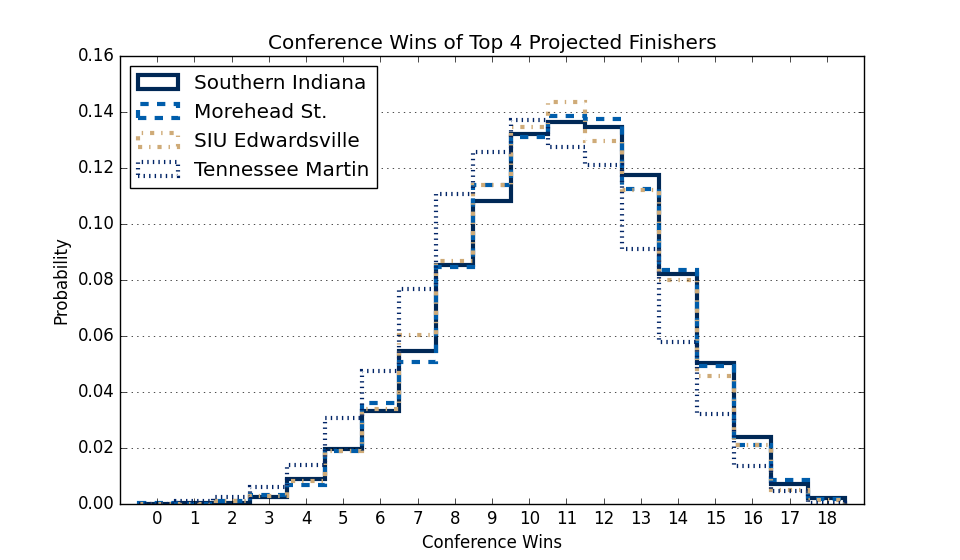 Conference Wins of Top 4 Projected Finishers
0.16
0.14
0.12
0.10
0.08
0.06
0.04
0.02
0.00
Probability
Southern Indiana
Morehead St.
SIU Edwardsville
Tennessee Martin
0 1 2 3 4 5 6 7 8 9 10 11 12 13 14 15 16 17 18
Conference Wins